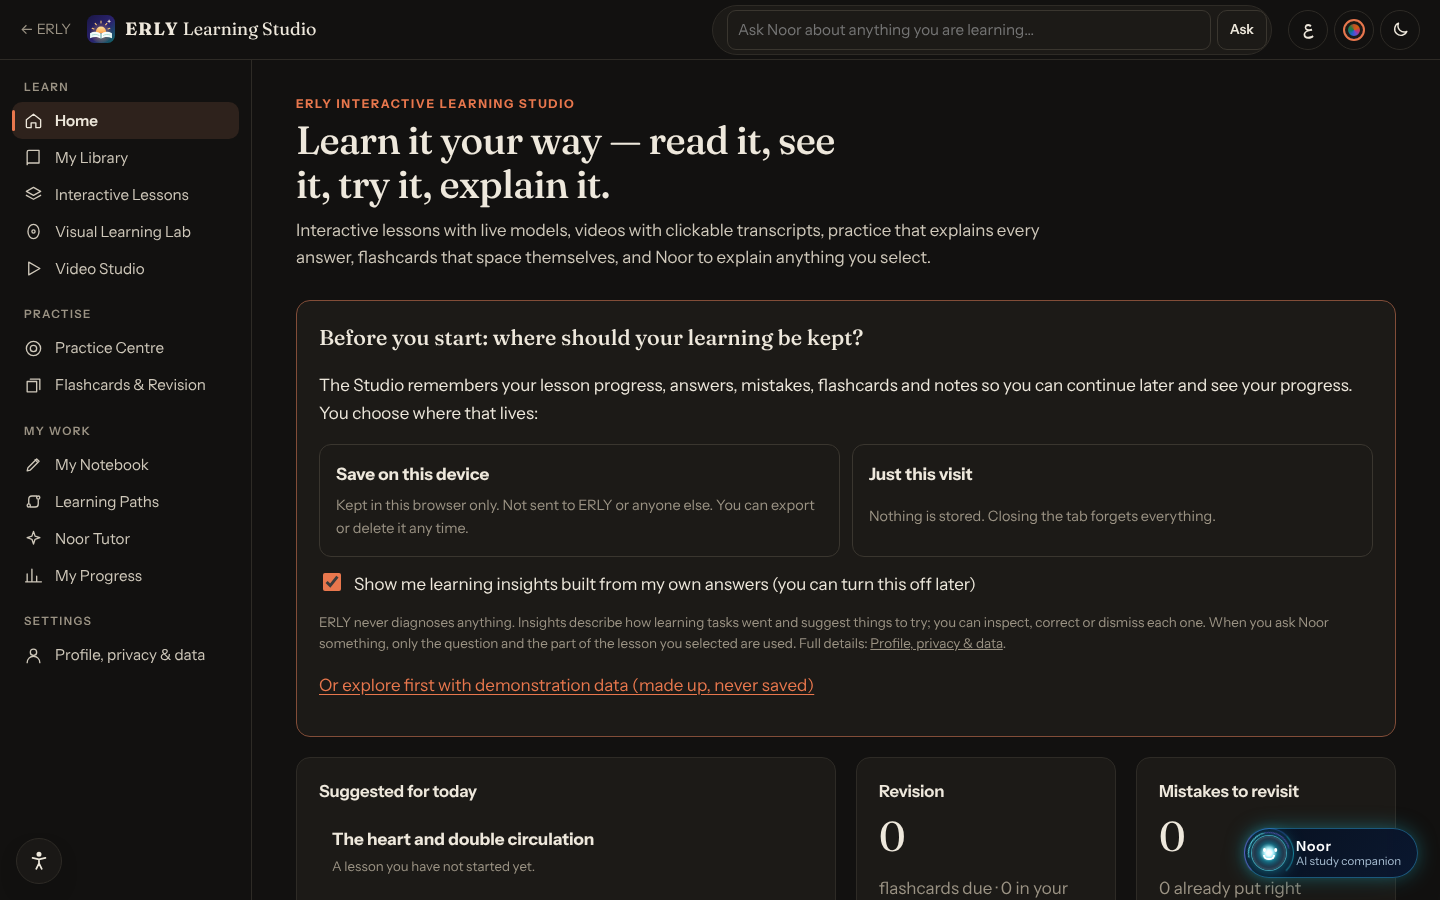 ← ERLY
ERLY Learning Studio
Ask Noor about anything you are learning...
Ask
ع
LEARN
Home
My Library
Interactive Lessons
Visual Learning Lab
Video Studio
PRACTISE
Practice Centre
Flashcards & Revision
MY WORK
My Notebook
Learning Paths
Noor Tutor
My Progress
SETTINGS
Profile, privacy & data
ERLY INTERACTIVE LEARNING STUDIO
Learn it your way — read it, see
it, try it, explain it.
Interactive lessons with live models, videos with clickable transcripts, practice that explains every
answer, flashcards that space themselves, and Noor to explain anything you select.
Before you start: where should your learning be kept?
The Studio remembers your lesson progress, answers, mistakes, flashcards and notes so you can continue later and see your progress.
You choose where that lives:
Save on this device
Kept in this browser only. Not sent to ERLY or anyone else. You can export
or delete it any time.
Just this visit
Nothing is stored. Closing the tab forgets everything.
Show me learning insights built from my own answers (you can turn this off later)
ERLY never diagnoses anything. Insights describe how learning tasks went and suggest things to try; you can inspect, correct or dismiss each one. When you ask Noor
something, only the question and the part of the lesson you selected are used. Full details: Profile, privacy & data.
Or explore first with demonstration data (made up, never saved)
Suggested for today
The heart and double circulation
A lesson you have not started yet.
Revision
0
flashcards due · 0 in your
Mistakes to revisit
0
0 already put right
Noor
AI study companion